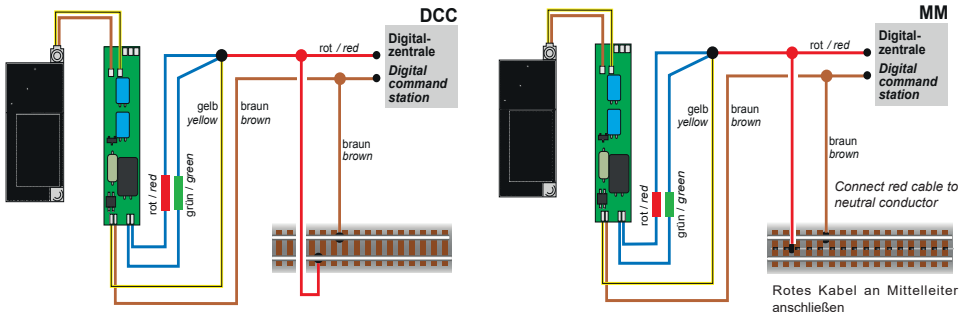 DCC
rot / red
Digital-
zentrale
Digital
command
station
gelb
yellow
braun
brown
braun
brown
rot / red
grün / green
MM
rot / red
Digital-
zentrale
Digital
command
station
gelb
yellow
braun
brown
braun
brown
rot / red
grün / green
Connect red cable to
neutral conductor
Rotes Kabel an Mittelleiter
anschließen